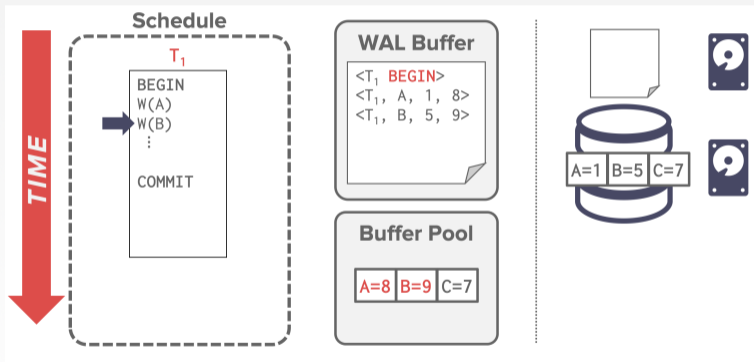 Schedule
TIME
T₁
BEGIN
W(A)
W(B)
⋮
COMMIT
WAL Buffer
<T₁ BEGIN>
<T₁, A, 1, 8>
<T₁, B, 5, 9>
Buffer Pool
A=8 B=9 C=7
A=1 B=5 C=7